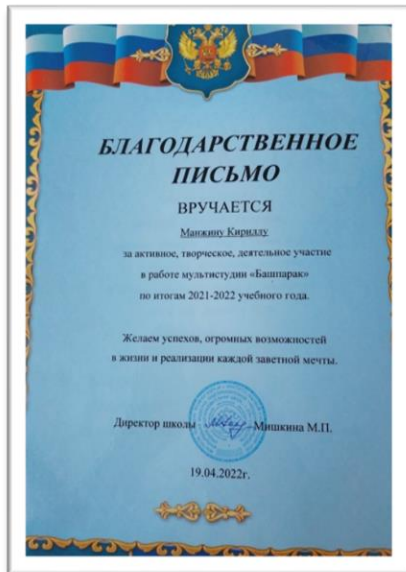 БЛАГОДАРСТВЕННОЕ
ПИСЬМО
ВРУЧАЕТСЯ
Манжину Кириллу
за активное, творческое, деятельное участие
в работе мультистудии «Башпарак»
по итогам 2021-2022 учебного года.
Желаем успехов, огромных возможностей
в жизни и реализации каждой заветной мечты.
Директор школы Мишкина М.П.
19.04.2022г.